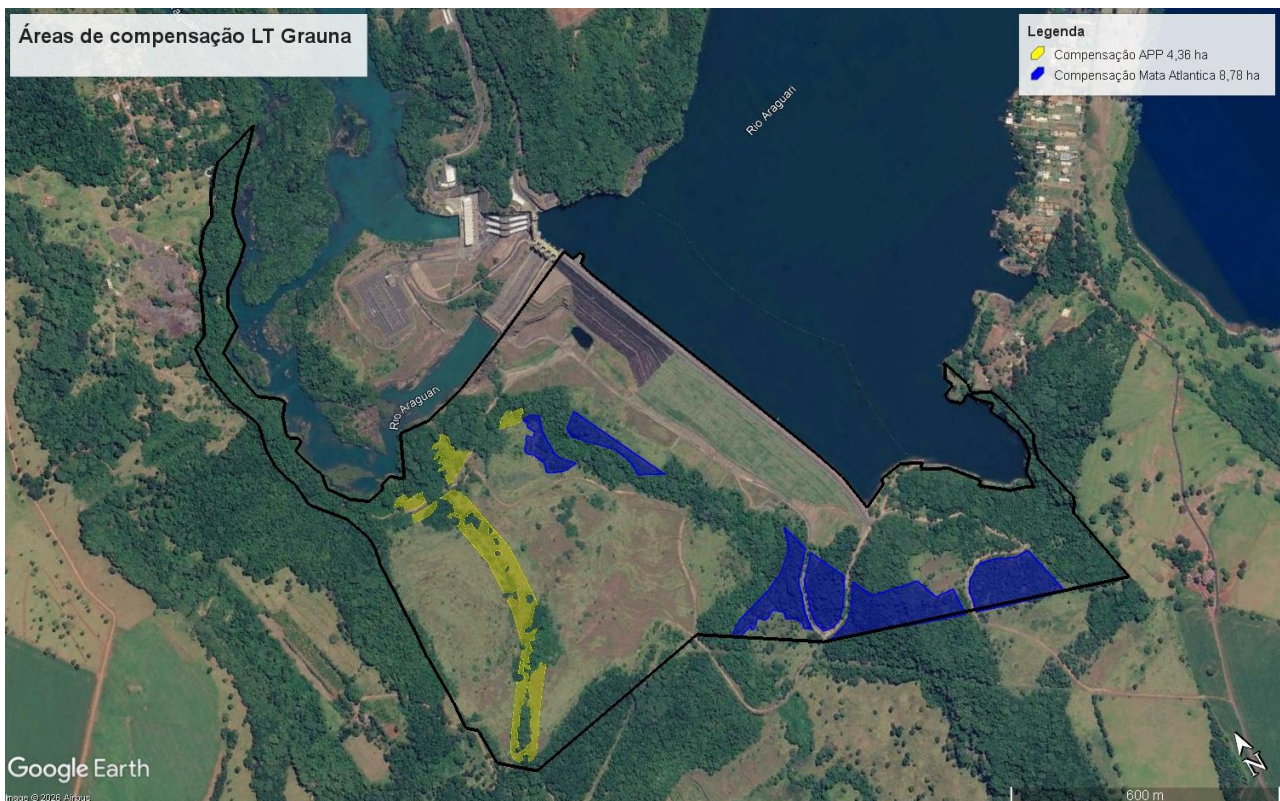 Áreas de compensação LT Grauna
Legenda
Compensação APP 4,36 ha
Compensação Mata Atlantica 8,78 ha
Rio Araguari
Rio Araguari
N
Google Earth
Image © 2026 Airbus
600 m